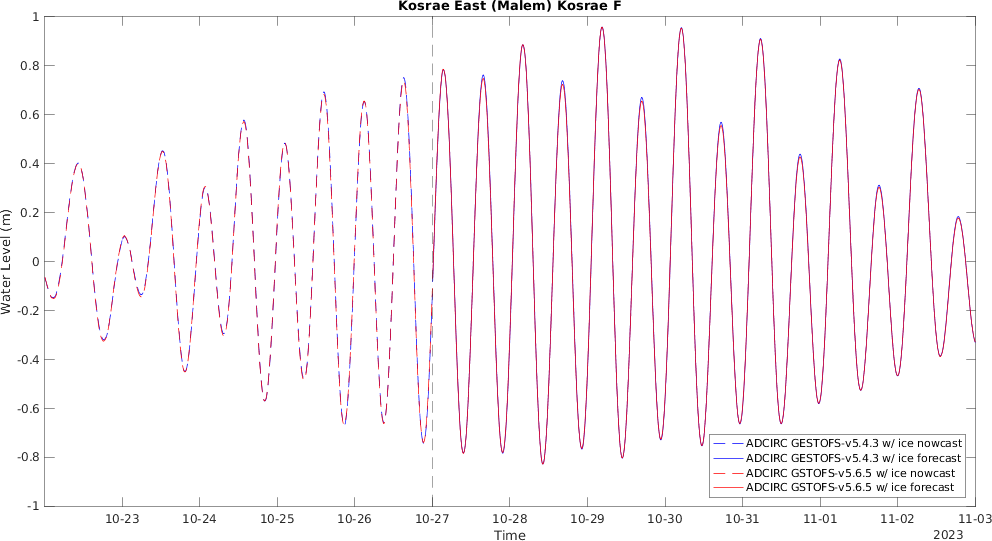 Kosrae East (Malem) Kosrae F
1
0.8
0.6
0.4
0.2
0
-0.2
-0.4
-0.6
-0.8
-1
Water Level (m)
ADCIRC GESTOFS-v5.4.3 w/ ice nowcast
ADCIRC GESTOFS-v5.4.3 w/ ice forecast
ADCIRC GSTOFS-v5.6.5 w/ ice nowcast
ADCIRC GSTOFS-v5.6.5 w/ ice forecast
10-23 10-24 10-25 10-26 10-27 10-28 10-29 10-30 10-31 11-01 11-02 11-03
Time
2023